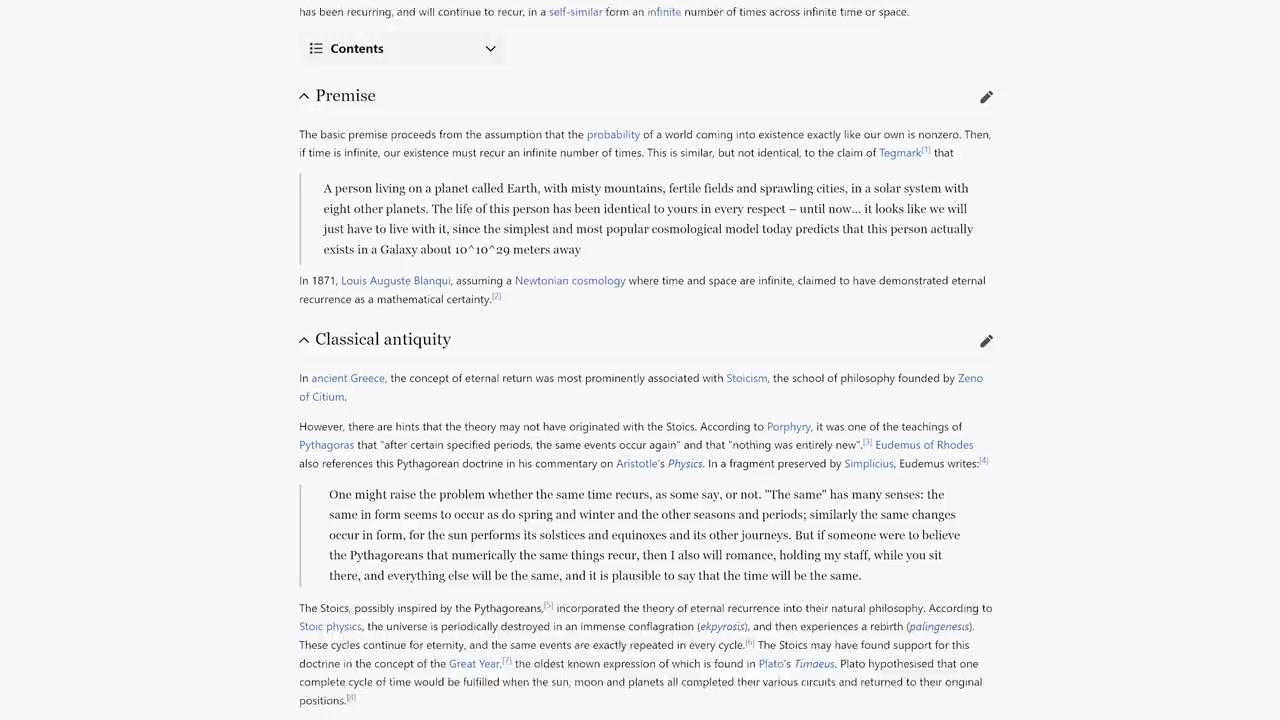 has been recurring, and will continue to recur, in a self-similar form an infinite number of times across infinite time or space.
Contents
Premise
The basic premise proceeds from the assumption that the probability of a world coming into existence exactly like our own is nonzero. Then,
if time is infinite, our existence must recur an infinite number of times. This is similar, but not identical, to the claim of Tegmark[1] that
A person living on a planet called Earth, with misty mountains, fertile fields and sprawling cities, in a solar system with
eight other planets. The life of this person has been identical to yours in every respect – until now... it looks like we will
just have to live with it, since the simplest and most popular cosmological model today predicts that this person actually
exists in a Galaxy about 10^10^29 meters away
In 1871, Louis Auguste Blanqui, assuming a Newtonian cosmology where time and space are infinite, claimed to have demonstrated eternal
recurrence as a mathematical certainty.[2]
Classical antiquity
In ancient Greece, the concept of eternal return was most prominently associated with Stoicism, the school of philosophy founded by Zeno
of Citium.
However, there are hints that the theory may not have originated with the Stoics. According to Porphyry, it was one of the teachings of
Pythagoras that "after certain specified periods, the same events occur again" and that "nothing was entirely new".[3] Eudemus of Rhodes
also references this Pythagorean doctrine in his commentary on Aristotle's Physics. In a fragment preserved by Simplicius, Eudemus writes:[4]
One might raise the problem whether the same time recurs, as some say, or not. "The same" has many senses: the
same in form seems to occur as do spring and winter and the other seasons and periods; similarly the same changes
occur in form, for the sun performs its solstices and equinoxes and its other journeys. But if someone were to believe
the Pythagoreans that numerically the same things recur, then I also will romance, holding my staff, while you sit
there, and everything else will be the same, and it is plausible to say that the time will be the same.
The Stoics, possibly inspired by the Pythagoreans,[5] incorporated the theory of eternal recurrence into their natural philosophy. According to
Stoic physics, the universe is periodically destroyed in an immense conflagration (ekpyrosis), and then experiences a rebirth (palingenesis).
These cycles continue for eternity, and the same events are exactly repeated in every cycle.[6] The Stoics may have found support for this
doctrine in the concept of the Great Year,[7] the oldest known expression of which is found in Plato's Timaeus. Plato hypothesised that one
complete cycle of time would be fulfilled when the sun, moon and planets all completed their various circuits and returned to their original
positions.[8]